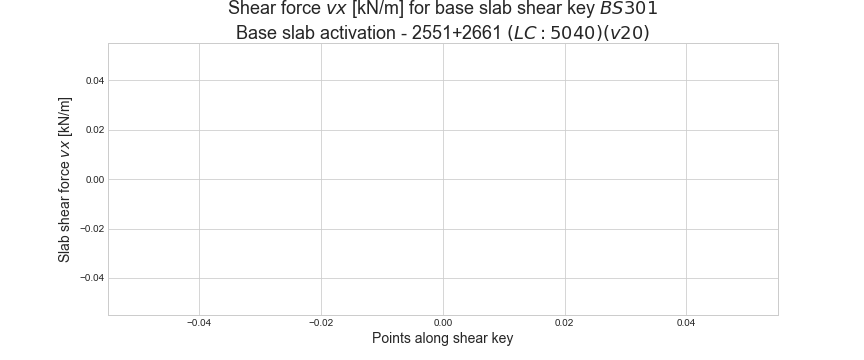 Shear force vx [kN/m] for base slab shear key BS301
Base slab activation - 2551+2661 (LC : 5040)(v20)
Slab shear force vx [kN/m]
0.04
0.02
0.00
−0.02
−0.04
−0.04
−0.02
0.00
0.02
0.04
Points along shear key